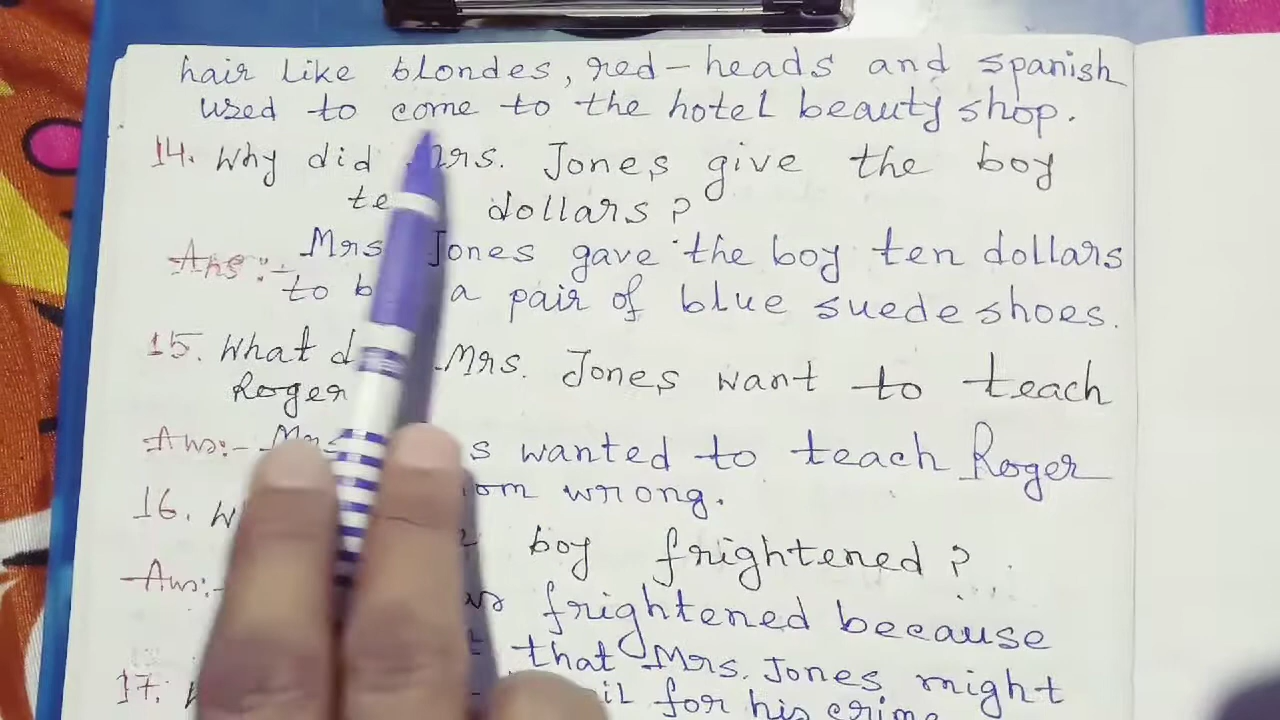 hair like blondes, red-heads and spanish
used to come to the hotel beauty shop.
14. Why did Mrs. Jones give the boy
dollars?
Ans:- Mrs. Jones gave the boy ten dollars
to a pair of blue suede shoes.
15. What Mrs. Jones want to teach
Roger
Ans:- wanted to teach Roger
wrong.
16. boy frightened?
Ans:- frightened because
that Mrs. Jones might
17. for his crime